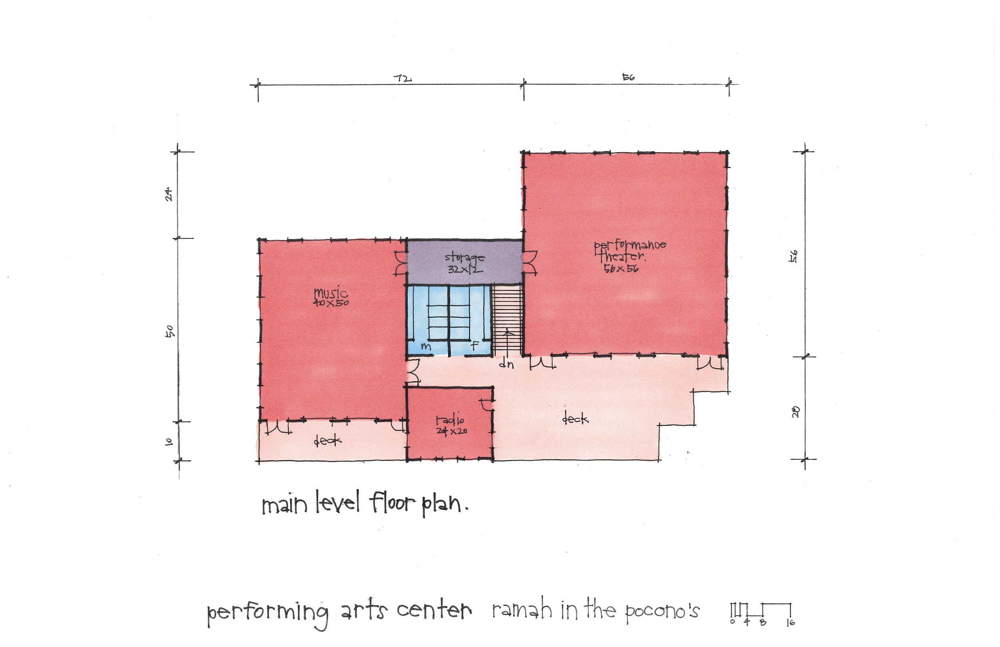 72
56
24
storage
32x12
performance
theater.
56x56
56
music
40x50
50
m
f
dn
radio
24x20
deck
deck
28
10
main level floor plan.
performing arts center ramah in the pocono's
0 4 8 16